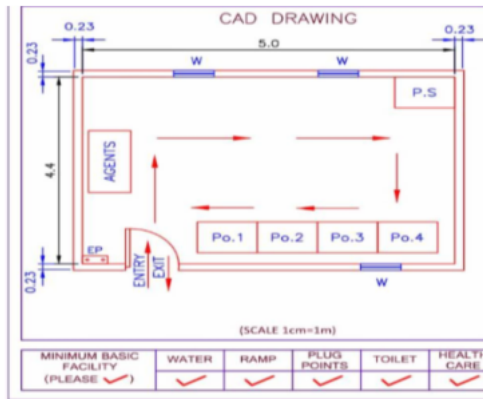 CAD DRAWING
0.23
5.0
0.23
W
W
0.23
P.S
4.4
AGENTS
Po.1
Po.2
Po.3
Po.4
EP
0.23
ENTRY
EXIT
W
(SCALE 1cm=1m)
MINIMUM BASIC
FACILITY
(PLEASE ✓)
WATER
RAMP
PLUG
POINTS
TOILET
HEALTH
CARE
✓
✓
✓
✓
✓